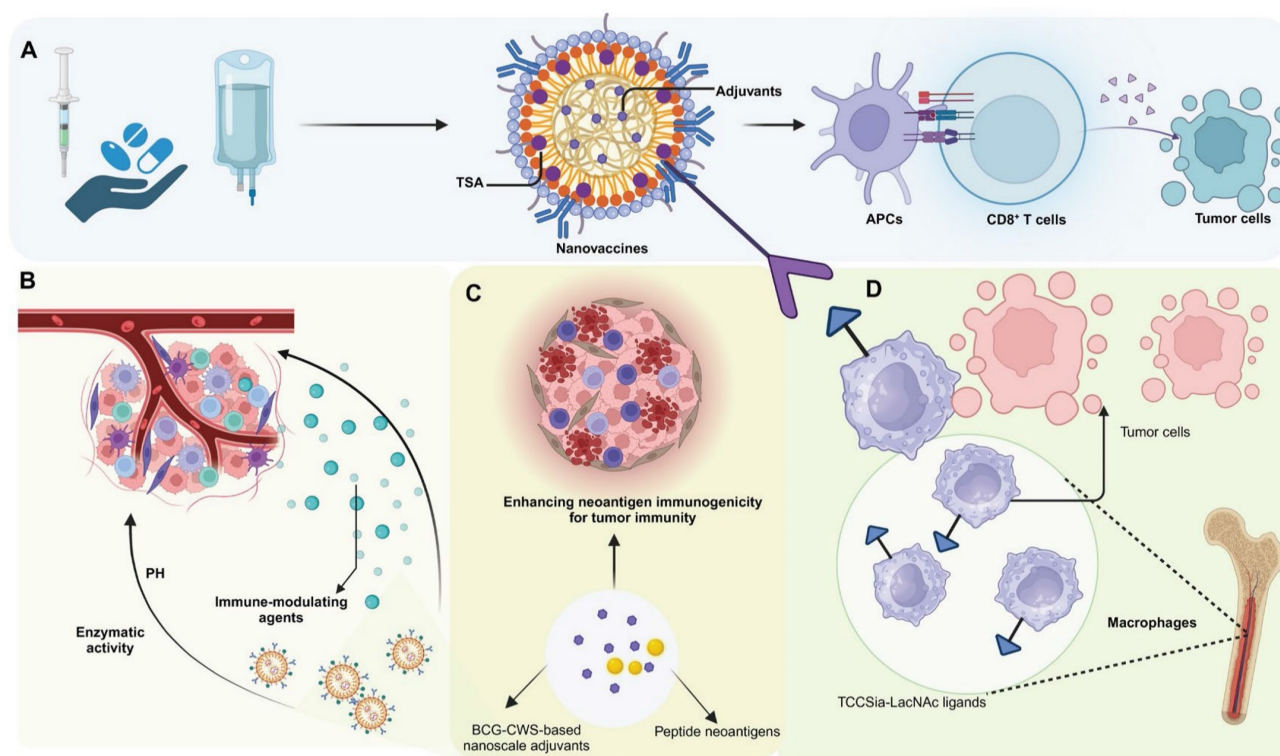 A
Adjuvants
TSA
Nanovaccines
APCs
CD8⁺ T cells
Tumor cells
B
PH
Enzymatic
activity
Immune-modulating
agents
C
Enhancing neoantigen immunogenicity
for tumor immunity
BCG-CWS-based
nanoscale adjuvants
Peptide neoantigens
D
Tumor cells
Macrophages
TCCSia-LacNAc ligands